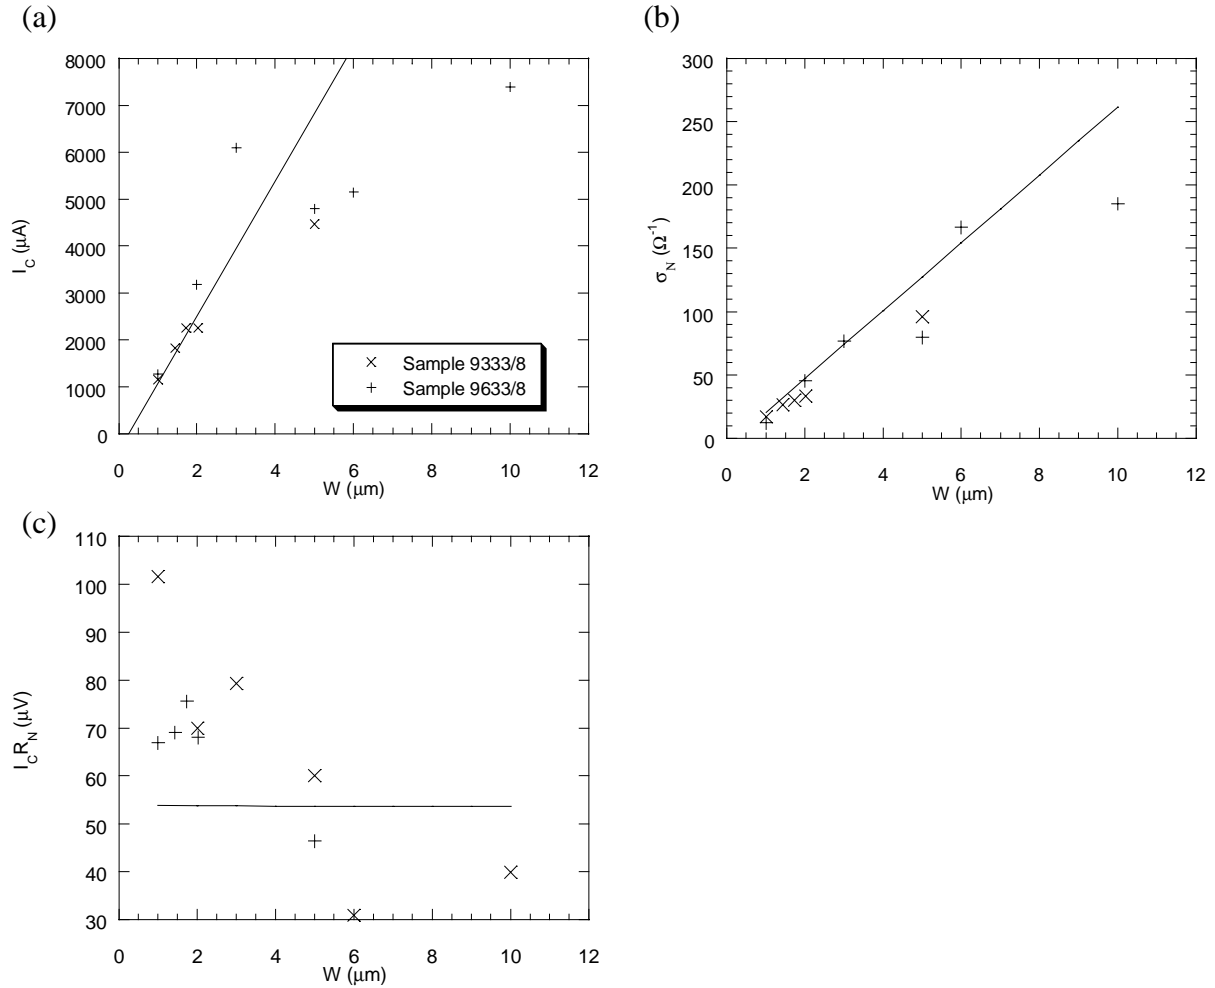 (a)
(b)
8000
7000
6000
5000
4000
3000
2000
1000
0
I_C (μA)
Sample 9333/8
Sample 9633/8
0 2 4 6 8 10 12
W (μm)
300
250
200
150
100
50
0
σ_N (Ω⁻¹)
0 2 4 6 8 10 12
W (μm)
(c)
110
100
90
80
70
60
50
40
30
I_C R_N (μV)
0 2 4 6 8 10 12
W (μm)